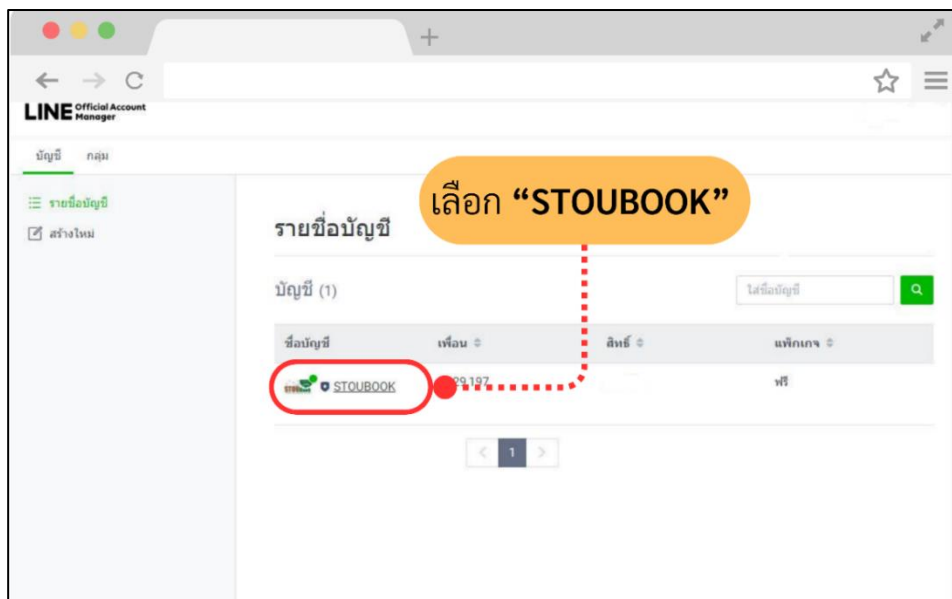 LINE Official Account Manager
บัญชี กลุ่ม
รายชื่อบัญชี
สร้างใหม่
เลือก “STOUBOOK”
รายชื่อบัญชี
บัญชี (1)
ใส่ชื่อบัญชี
ชื่อบัญชี เพื่อน สิทธิ์ แพ็กเกจ
STOUBOOK 29,197 ฟรี
1